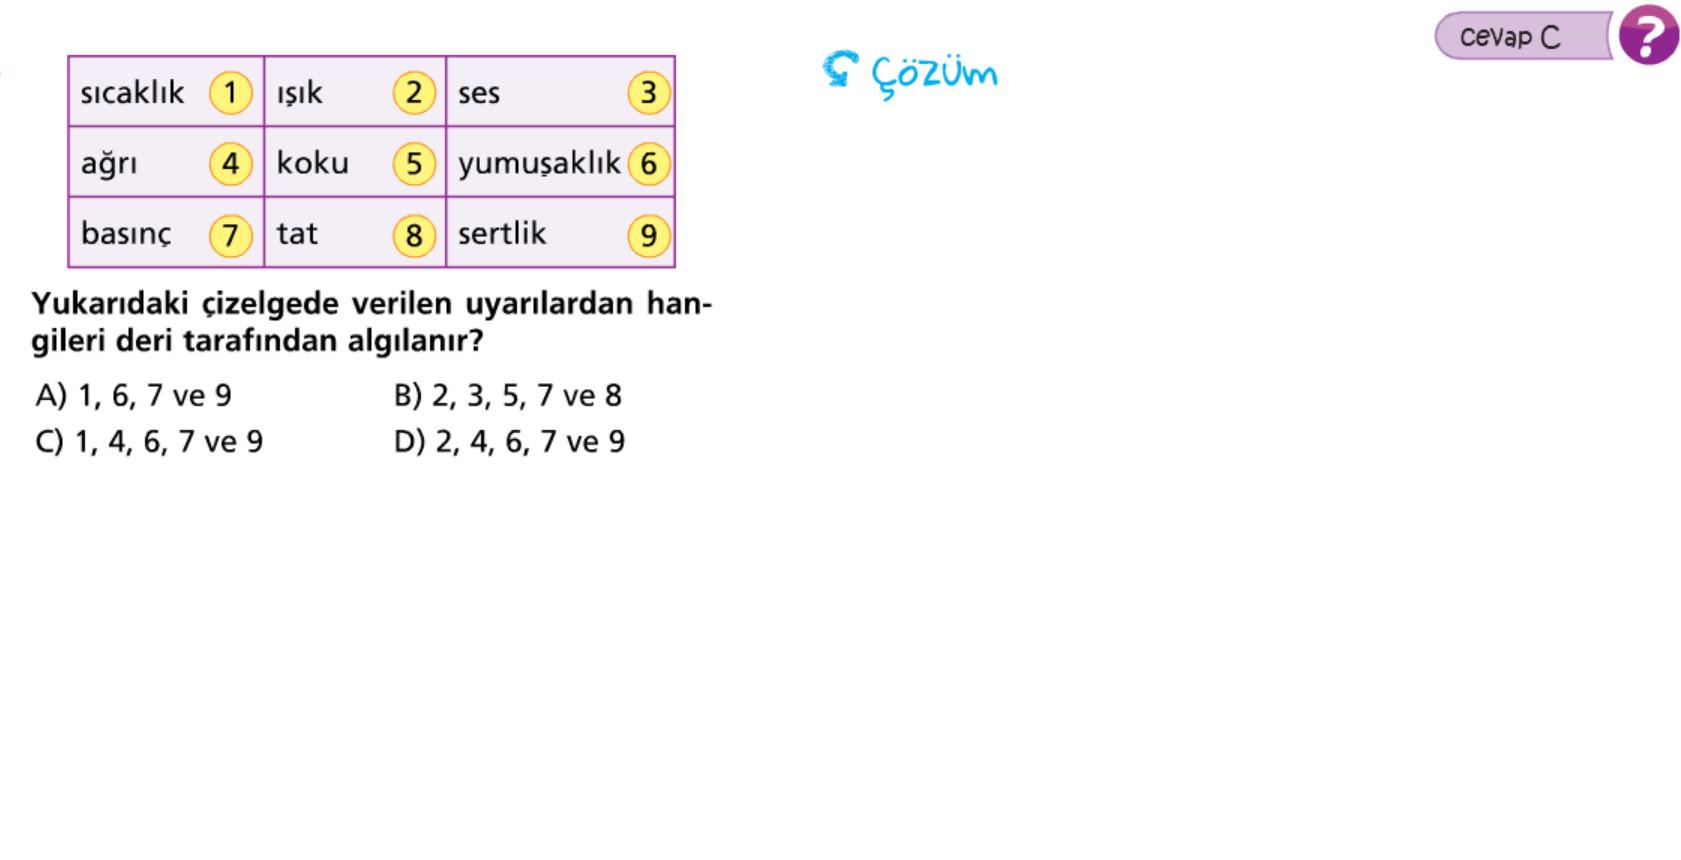 cevap C ?
sıcaklık 1 ışık 2 ses 3
ağrı 4 koku 5 yumuşaklık 6
basınç 7 tat 8 sertlik 9
Yukarıdaki çizelgede verilen uyarılardan han-
gileri deri tarafından algılanır?
A) 1, 6, 7 ve 9 B) 2, 3, 5, 7 ve 8
C) 1, 4, 6, 7 ve 9 D) 2, 4, 6, 7 ve 9
Çözüm